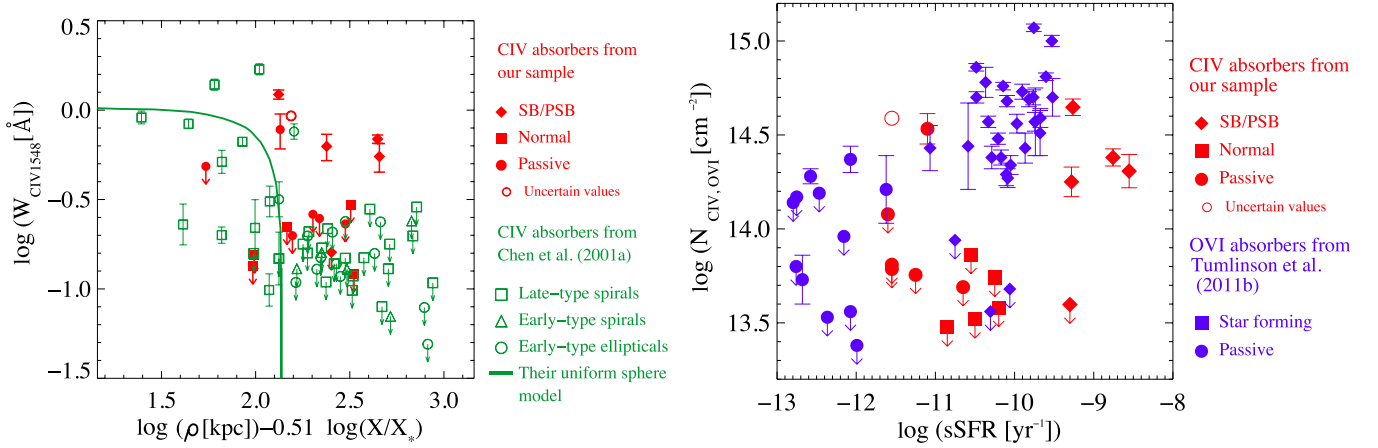 0.5
0.0
−0.5
−1.0
−1.5
log (W CIV1548 [Å])
1.5
2.0
2.5
3.0
log (ρ[kpc])−0.51 log(X/X*)
CIV absorbers from
our sample
SB/PSB
Normal
Passive
Uncertain values
CIV absorbers from
Chen et al. (2001a)
Late−type spirals
Early−type spirals
Early−type ellipticals
Their uniform sphere
model
15.0
14.5
14.0
13.5
log (N CIV, OVI [cm−2])
−13
−12
−11
−10
−9
−8
log (sSFR [yr−1])
CIV absorbers from
our sample
SB/PSB
Normal
Passive
Uncertain values
OVI absorbers from
Tumlinson et al.
(2011b)
Star forming
Passive